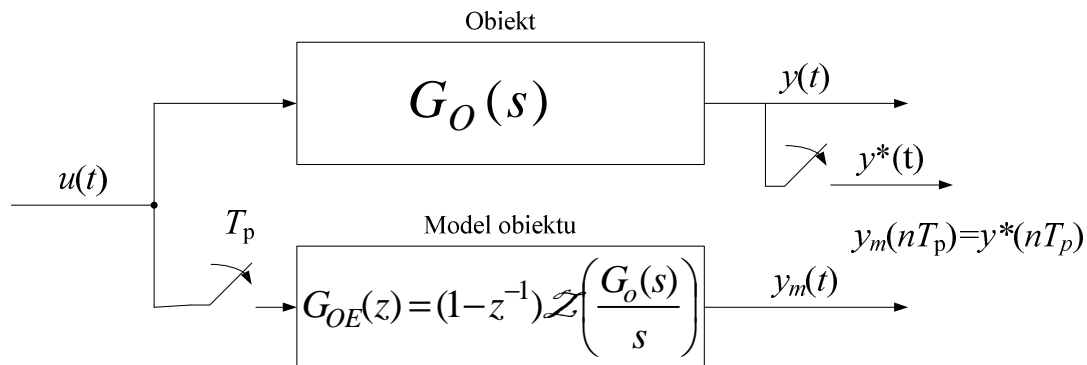 Obiekt
G_O(s)
y(t)
y*(t)
u(t)
T_p
Model obiektu
y_m(nT_p)=y*(nT_p)
G_OE(z) = (1−z^{-1}) 𝒵(G_o(s)/s)
y_m(t)